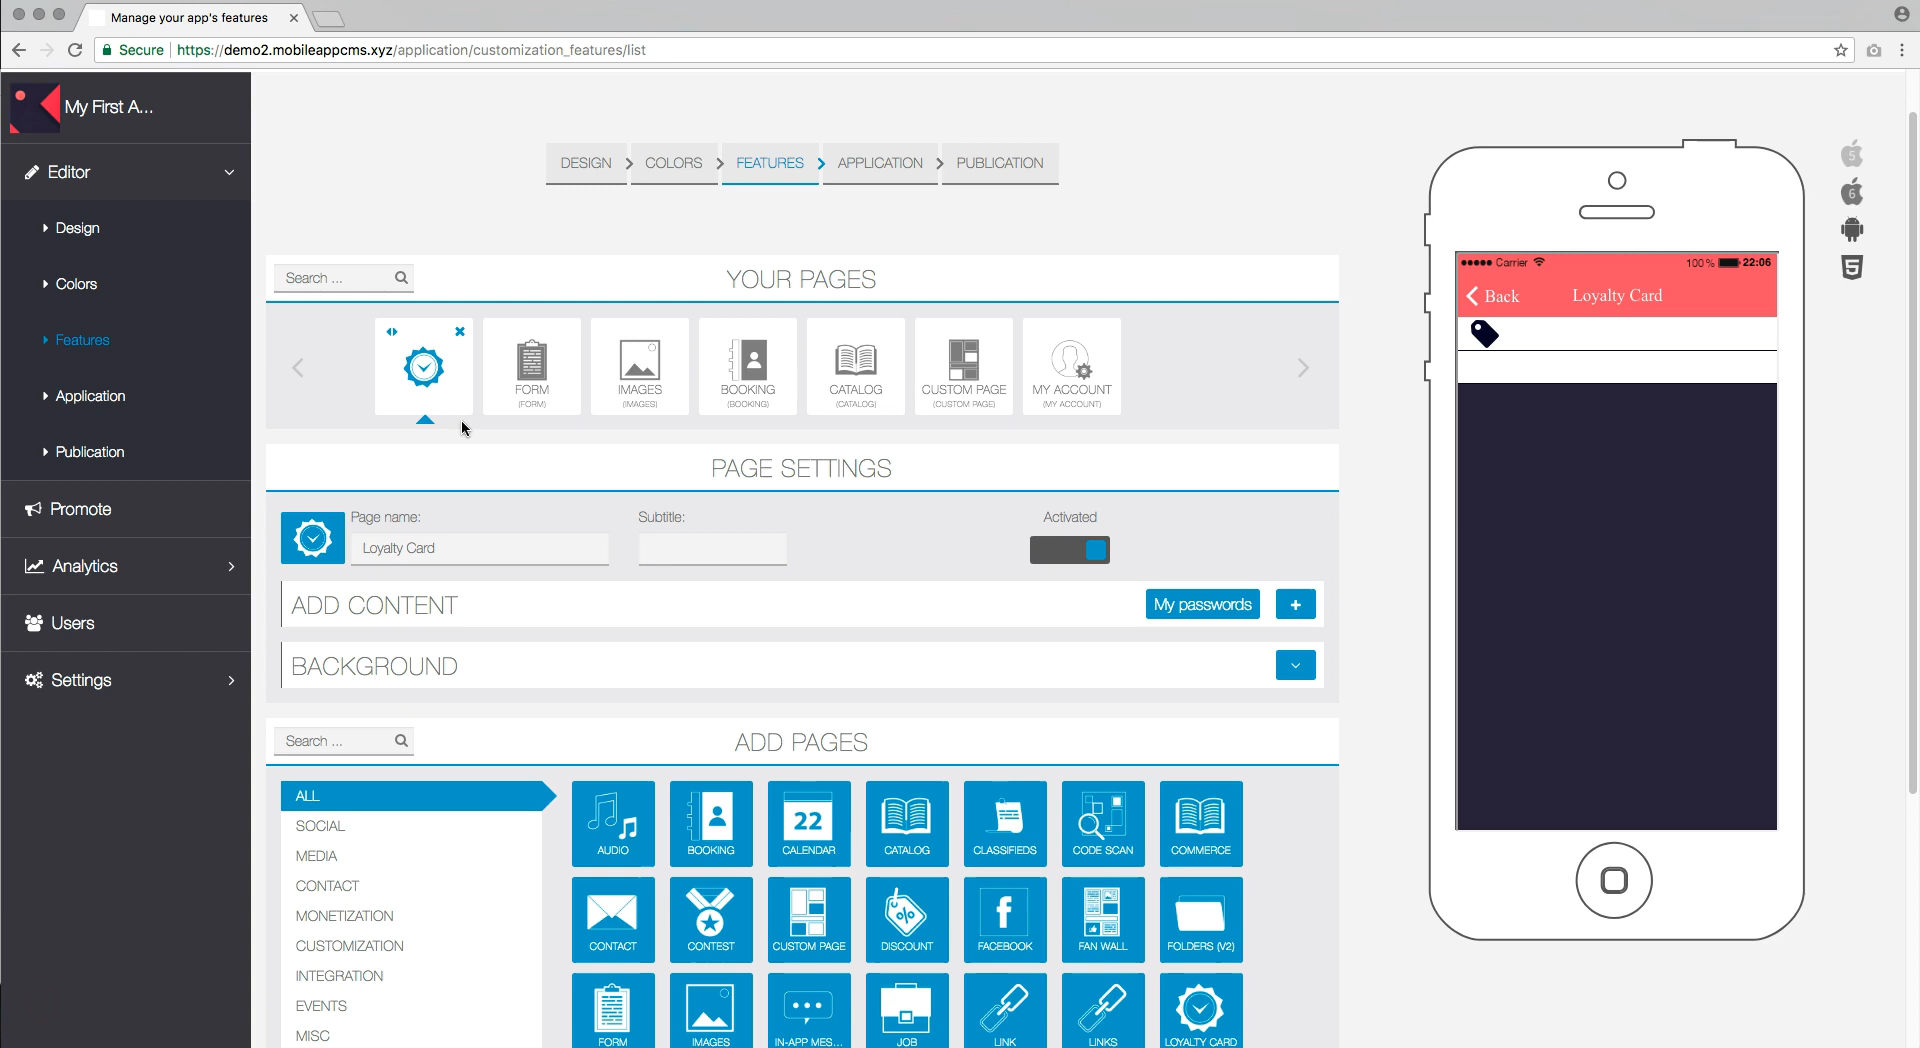 Manage your app's features
Secure https://demo2.mobileappcms.xyz/application/customization_features/list
My First A...
Editor
Design
Colors
Features
Application
Publication
Promote
Analytics
Users
Settings
DESIGN COLORS FEATURES APPLICATION PUBLICATION
Search ...
YOUR PAGES
FORM
(FORM)
IMAGES
(IMAGES)
BOOKING
(BOOKING)
CATALOG
(CATALOG)
CUSTOM PAGE
(CUSTOM PAGE)
MY ACCOUNT
(MY ACCOUNT)
PAGE SETTINGS
Page name:
Loyalty Card
Subtitle:
Activated
ADD CONTENT
My passwords
+
BACKGROUND
Search ...
ADD PAGES
ALL
SOCIAL
MEDIA
CONTACT
MONETIZATION
CUSTOMIZATION
INTEGRATION
EVENTS
MISC
AUDIO
BOOKING
22
CALENDAR
CATALOG
CLASSIFIEDS
CODE SCAN
COMMERCE
CONTACT
CONTEST
CUSTOM PAGE
%
DISCOUNT
f
FACEBOOK
FAN WALL
FOLDERS (V2)
FORM
IMAGES
IN-APP MES...
JOB
LINK
LINKS
LOYALTY CARD
Carrier 100% 22:06
Back Loyalty Card
5
6
5